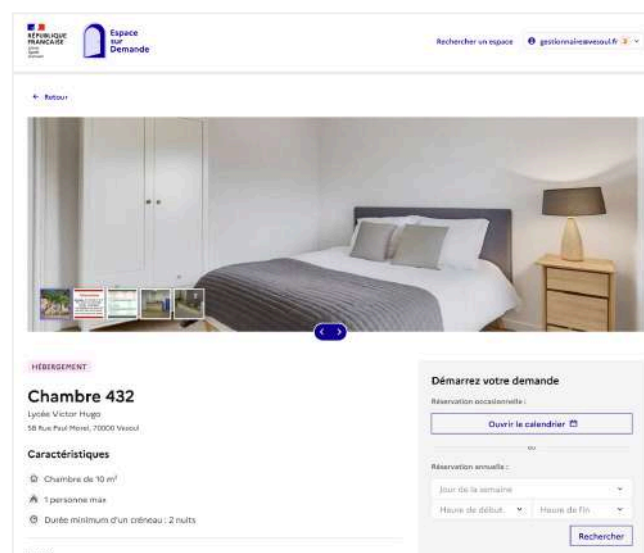 RÉPUBLIQUE
FRANÇAISE
Espace
sur
Demande
Rechercher un espace
gestionnaire@vesoul.fr
← Retour
HÉBERGEMENT
Chambre 432
Lycée Victor Hugo
58 Rue Paul Morel, 70000 Vesoul
Caractéristiques
Chambre de 10 m²
1 personne max
Durée minimum d'un créneau : 2 nuits
Démarrez votre demande
Réservation occasionnelle :
Ouvrir le calendrier
ou
Réservation annuelle :
Jour de la semaine
Heure de début
Heure de fin
Rechercher